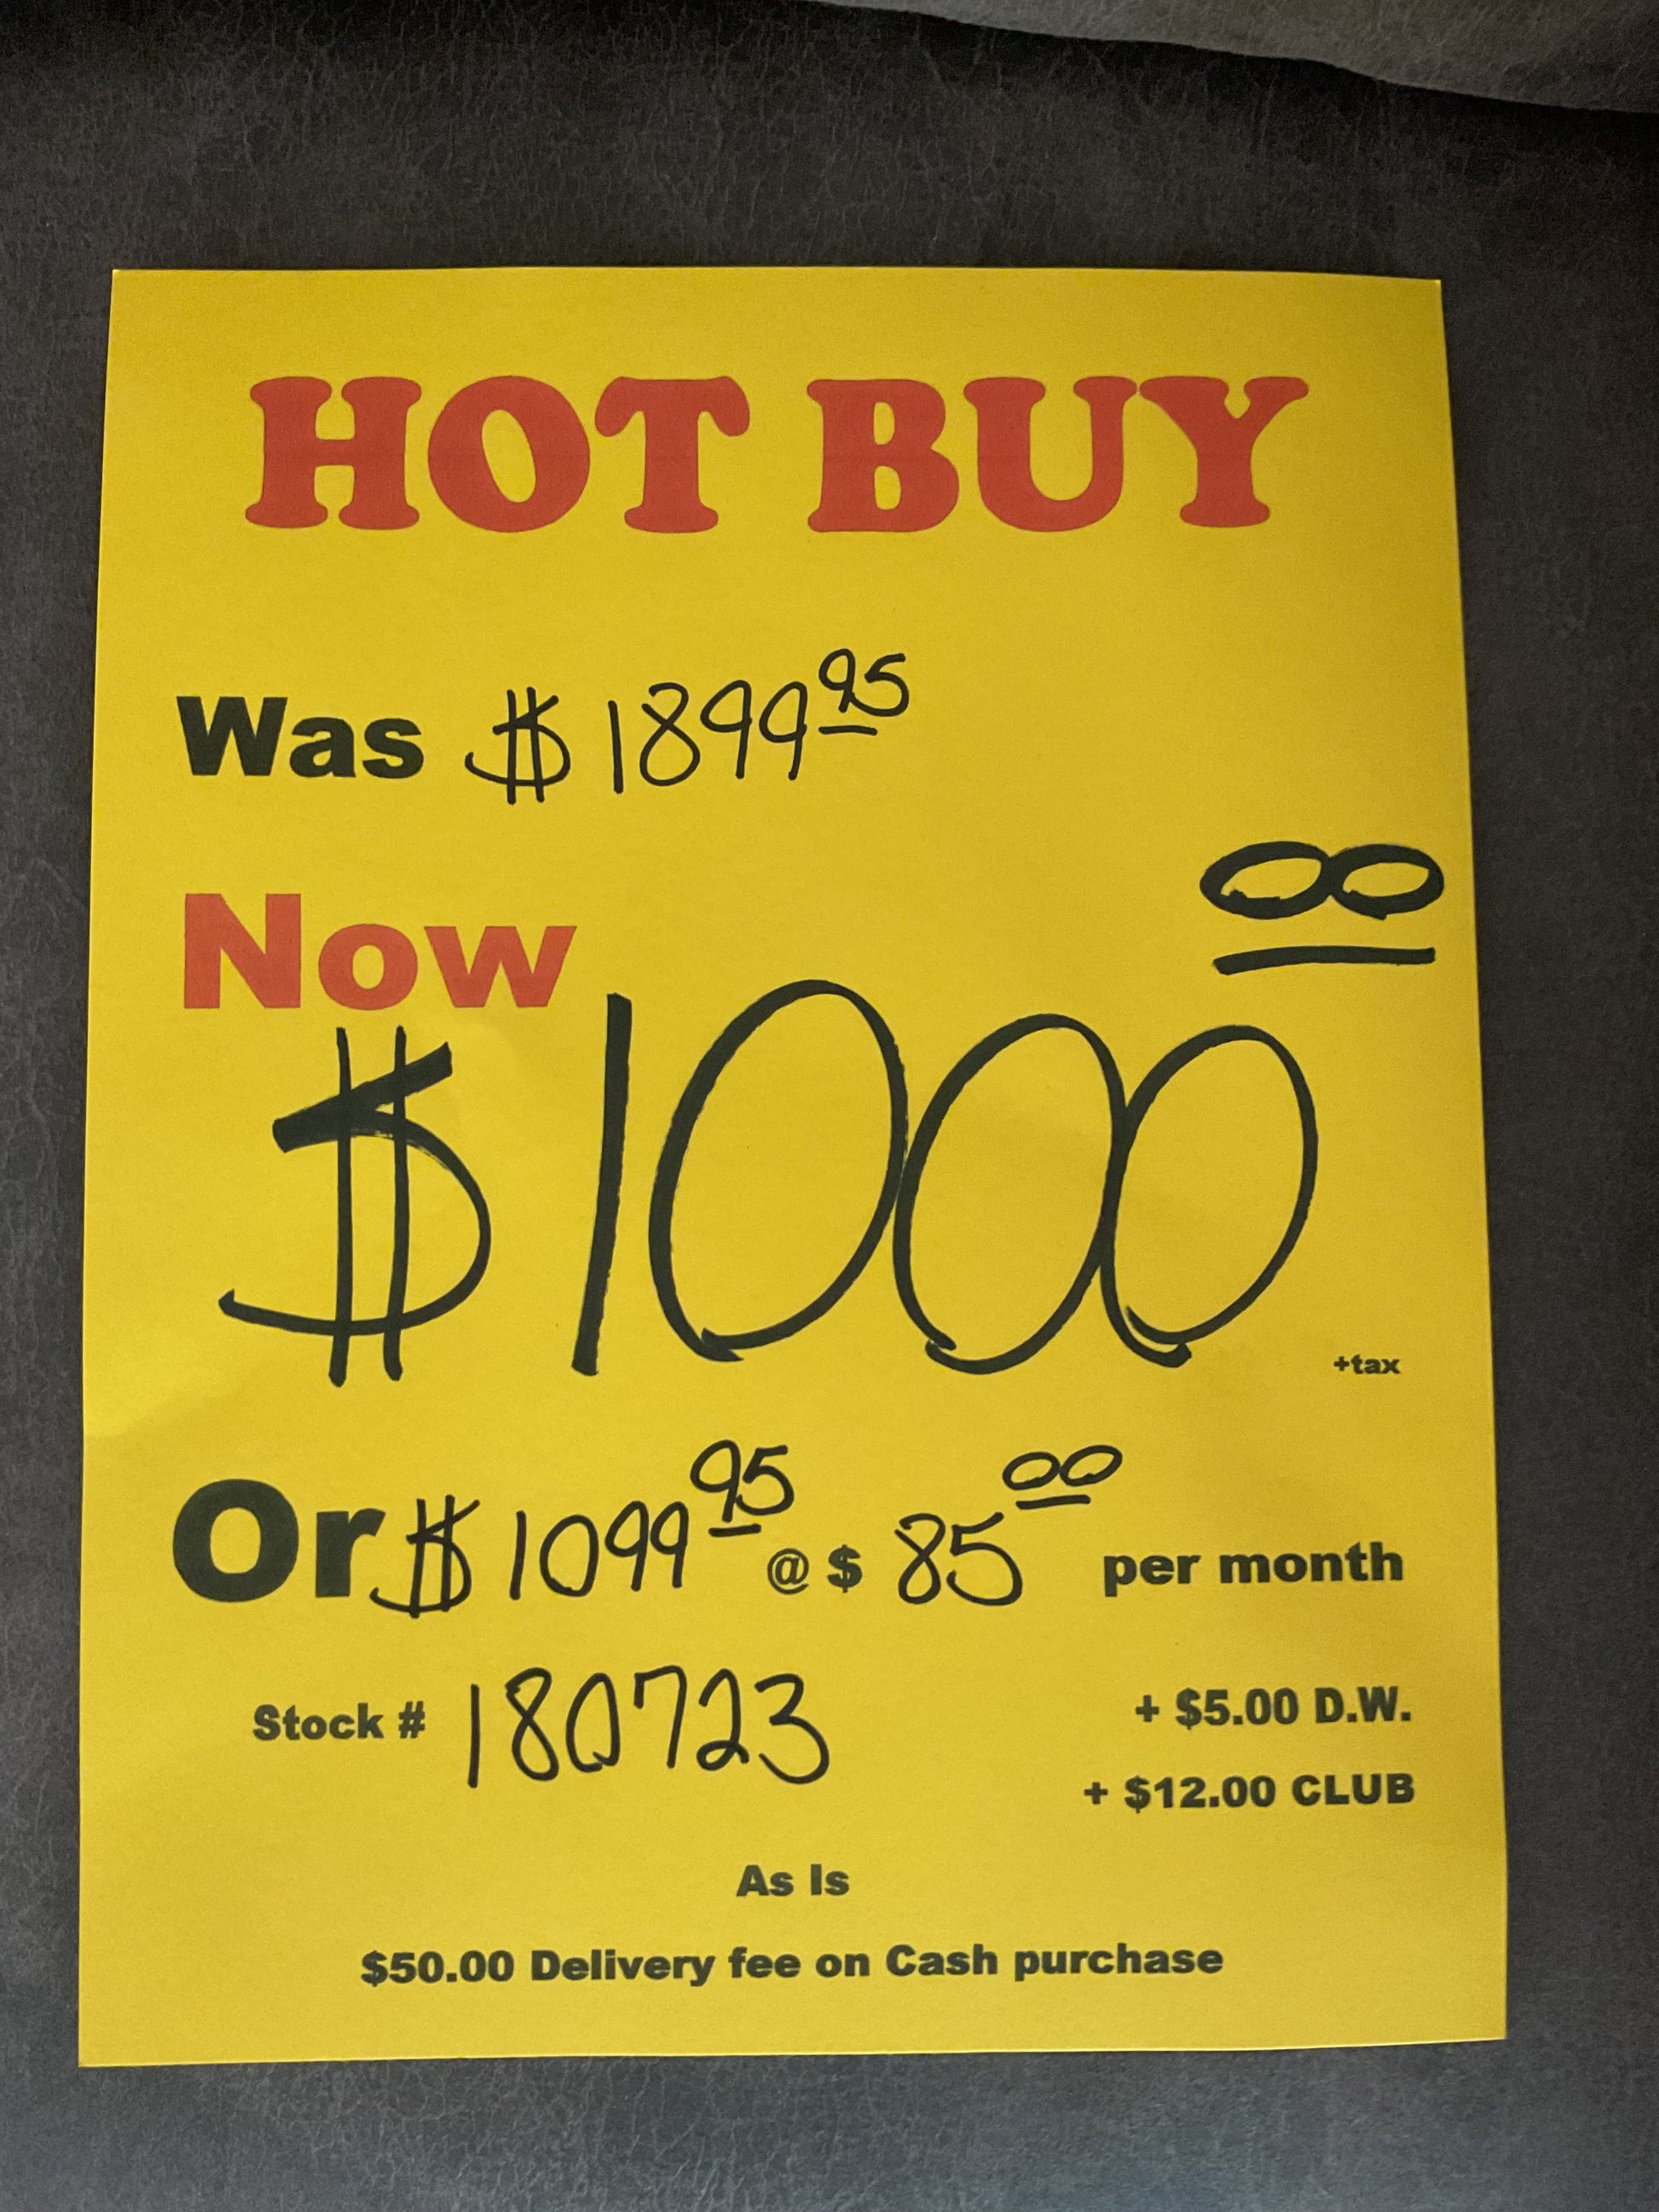 HOT BUY
Was $1899 95
Now
$1000 00
+tax
Or $1099 95 @ $ 85 00 per month
Stock # 180723
+ $5.00 D.W.
+ $12.00 CLUB
As Is
$50.00 Delivery fee on Cash purchase